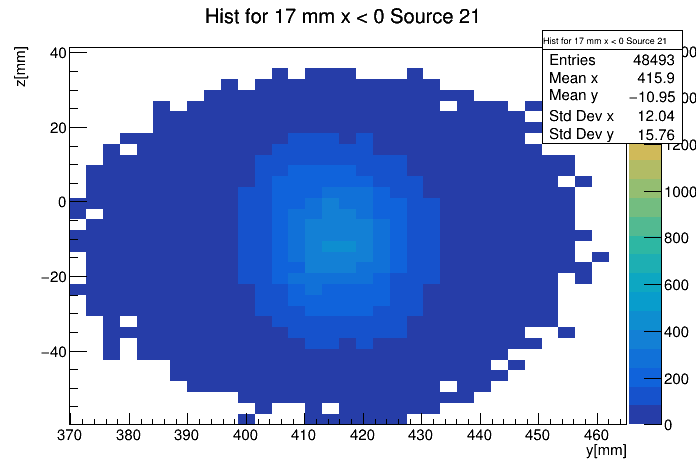 Hist for 17 mm x < 0 Source 21
z[mm]
40
20
0
−20
−40
370 380 390 400 410 420 430 440 450 460
y[mm]
Hist for 17 mm x < 0 Source 21
Entries 48493
Mean x 415.9
Mean y −10.95
Std Dev x 12.04
Std Dev y 15.76
1200
1000
800
600
400
200
0